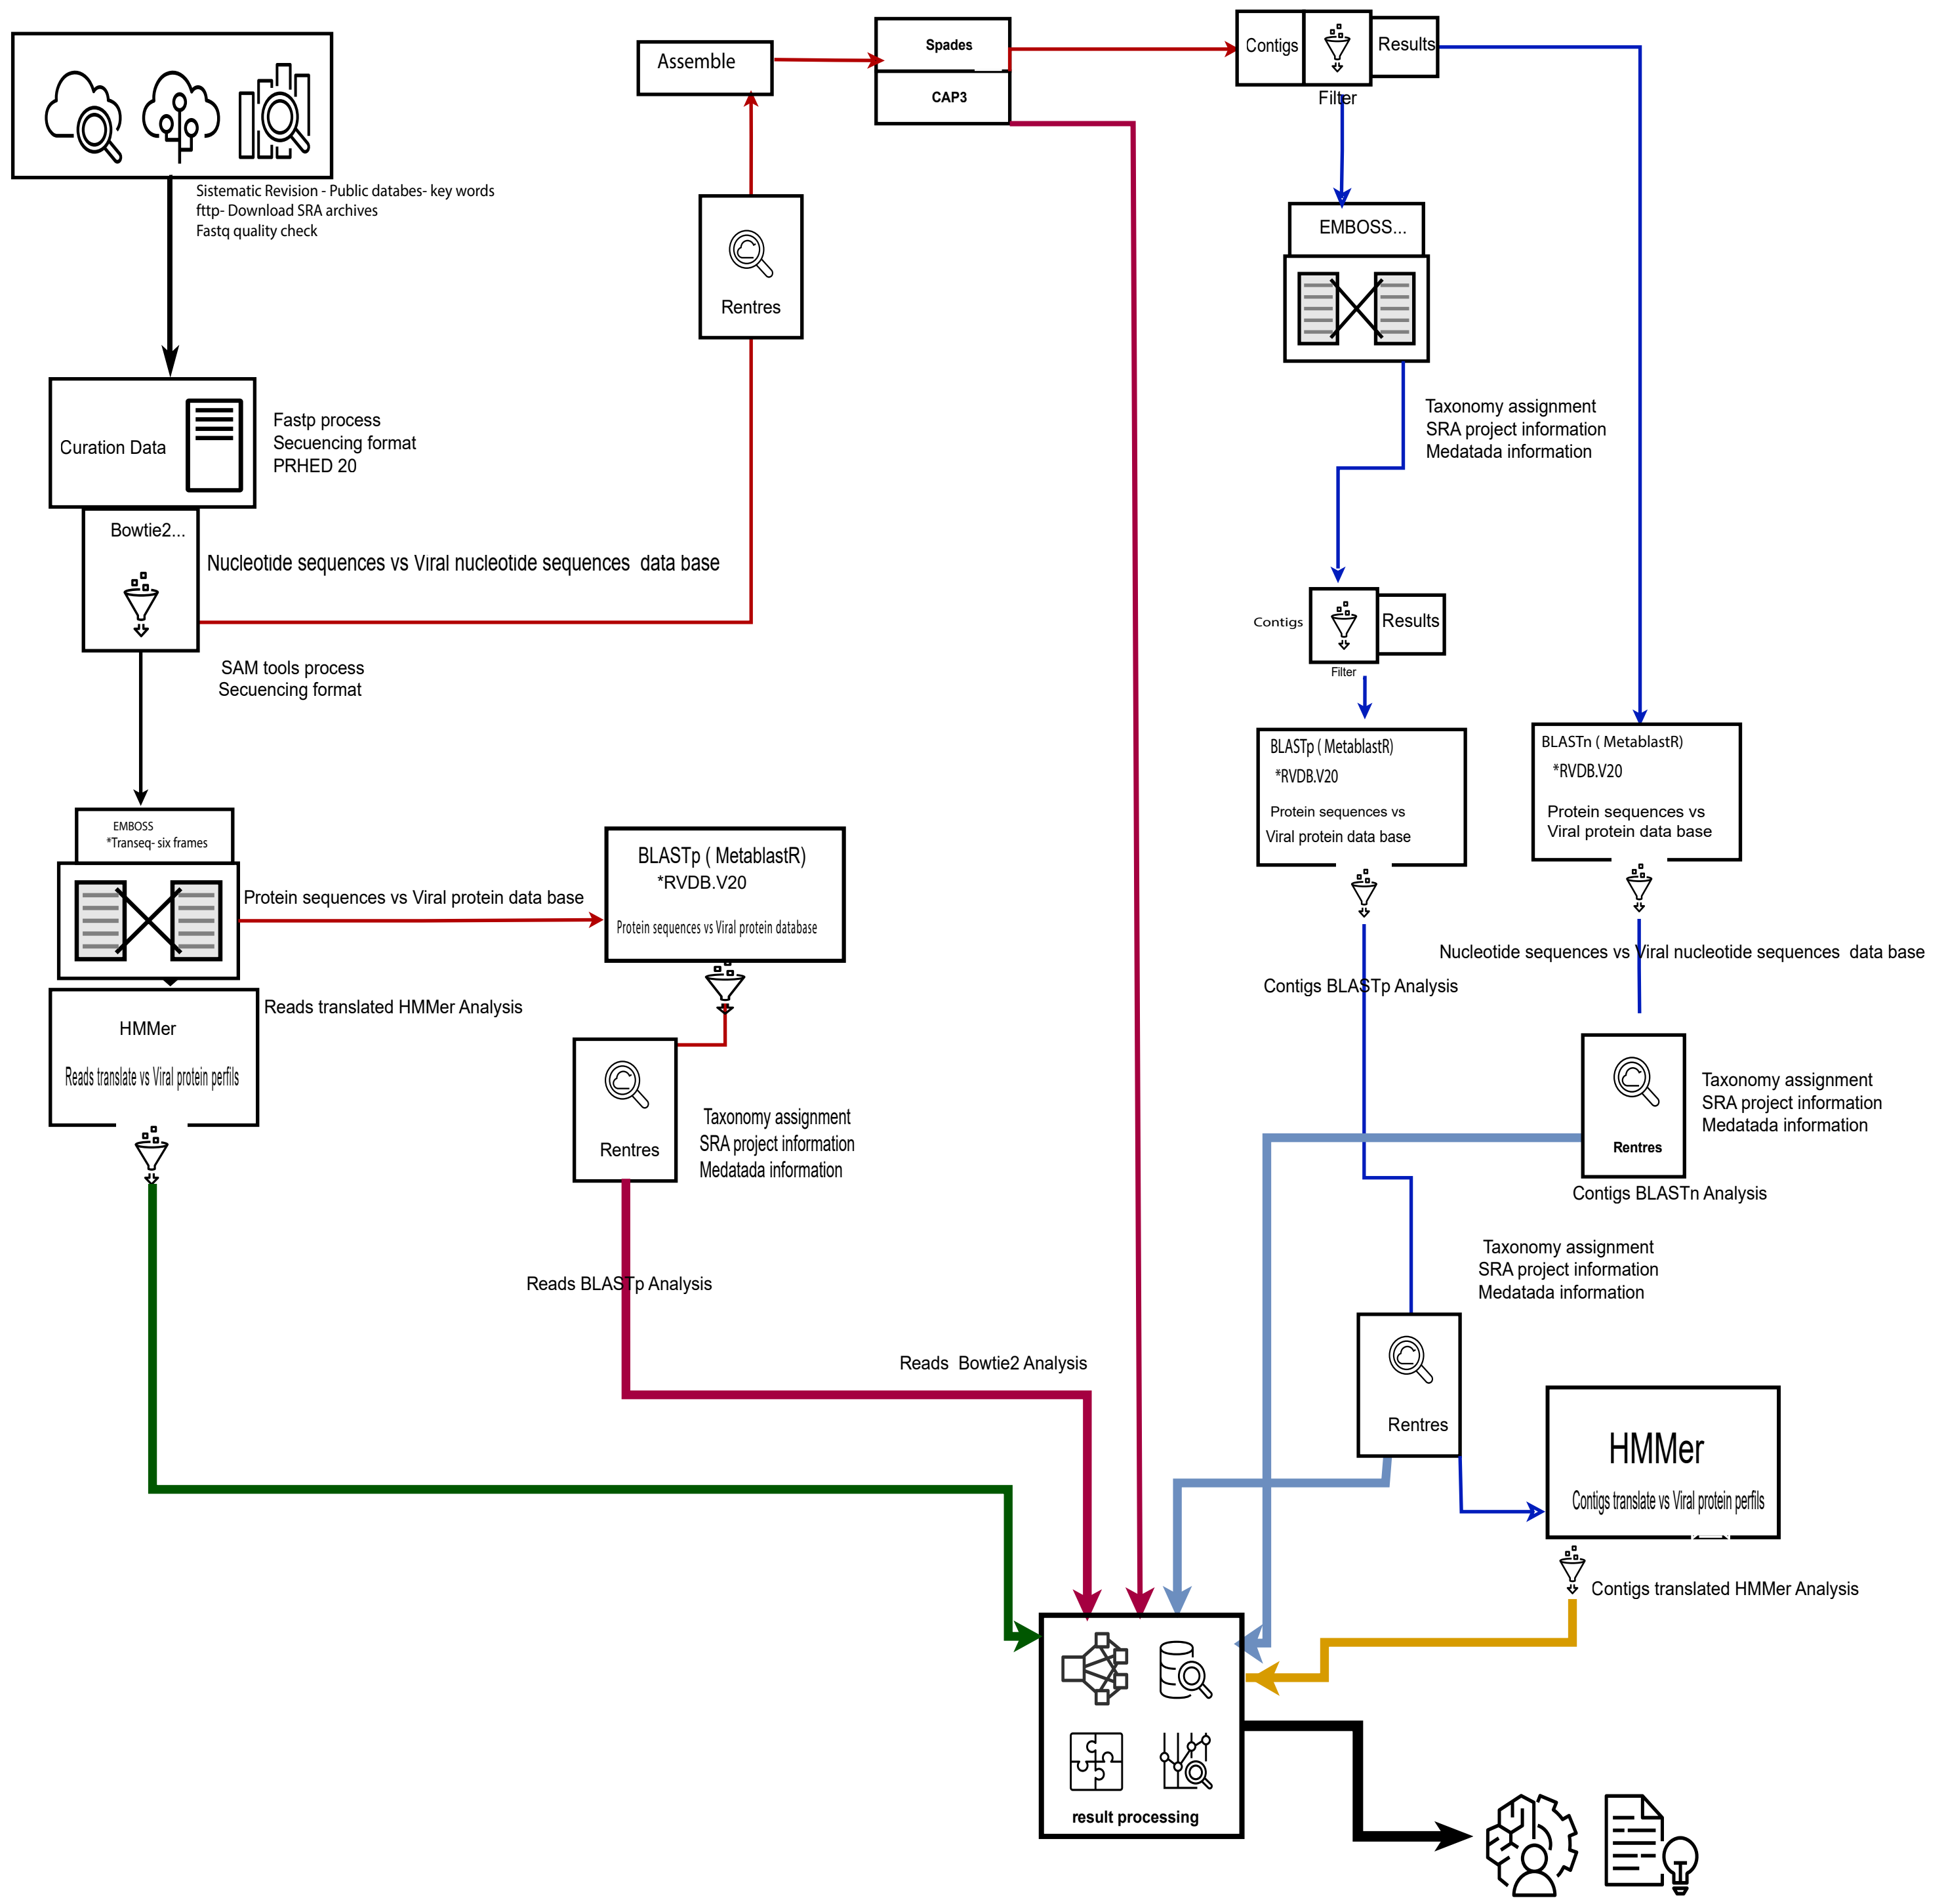 Sistematic Revision - Public databes- key words
fttp- Download SRA archives
Fastq quality check
Curation Data
Fastp process
Secuencing format
PRHED 20
Bowtie2...
Nucleotide sequences vs Viral nucleotide sequences data base
SAM tools process
Secuencing format
EMBOSS
*Transeq- six frames
Protein sequences vs Viral protein data base
HMMer
Reads translate vs Viral protein perfils
Reads translated HMMer Analysis
BLASTp ( MetablastR)
*RVDB.V20
Protein sequences vs Viral protein database
Rentres
Taxonomy assignment
SRA project information
Medatada information
Reads BLASTp Analysis
Reads Bowtie2 Analysis
Rentres
Assemble
Spades
CAP3
Contigs
Results
Filter
EMBOSS...
Taxonomy assignment
SRA project information
Medatada information
Contigs
Results
Filter
BLASTp ( MetablastR)
*RVDB.V20
Protein sequences vs
Viral protein data base
BLASTn ( MetablastR)
*RVDB.V20
Protein sequences vs
Viral protein data base
Nucleotide sequences vs Viral nucleotide sequences data base
Contigs BLASTp Analysis
Rentres
Taxonomy assignment
SRA project information
Medatada information
Contigs BLASTn Analysis
Taxonomy assignment
SRA project information
Medatada information
Rentres
HMMer
Contigs translate vs Viral protein perfils
Contigs translated HMMer Analysis
result processing